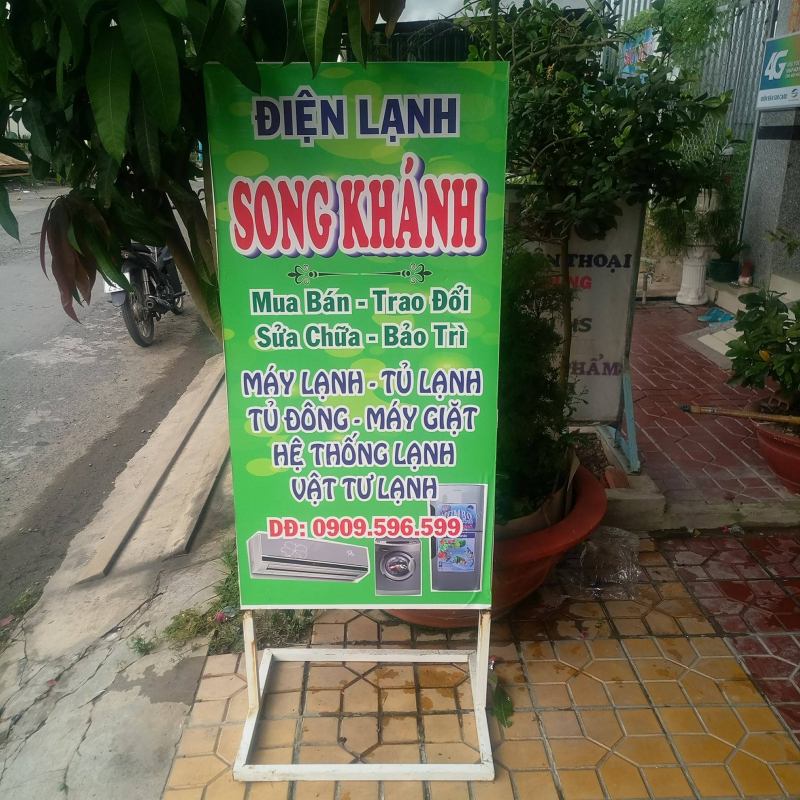 ĐIỆN LẠNH
SONG KHÁNH
Mua Bán - Trao Đổi
Sửa Chữa - Bảo Trì
MÁY LẠNH - TỦ LẠNH
TỦ ĐÔNG - MÁY GIẶT
HỆ THỐNG LẠNH
VẬT TƯ LẠNH
DĐ: 0909.596.599
4G
THOẠI